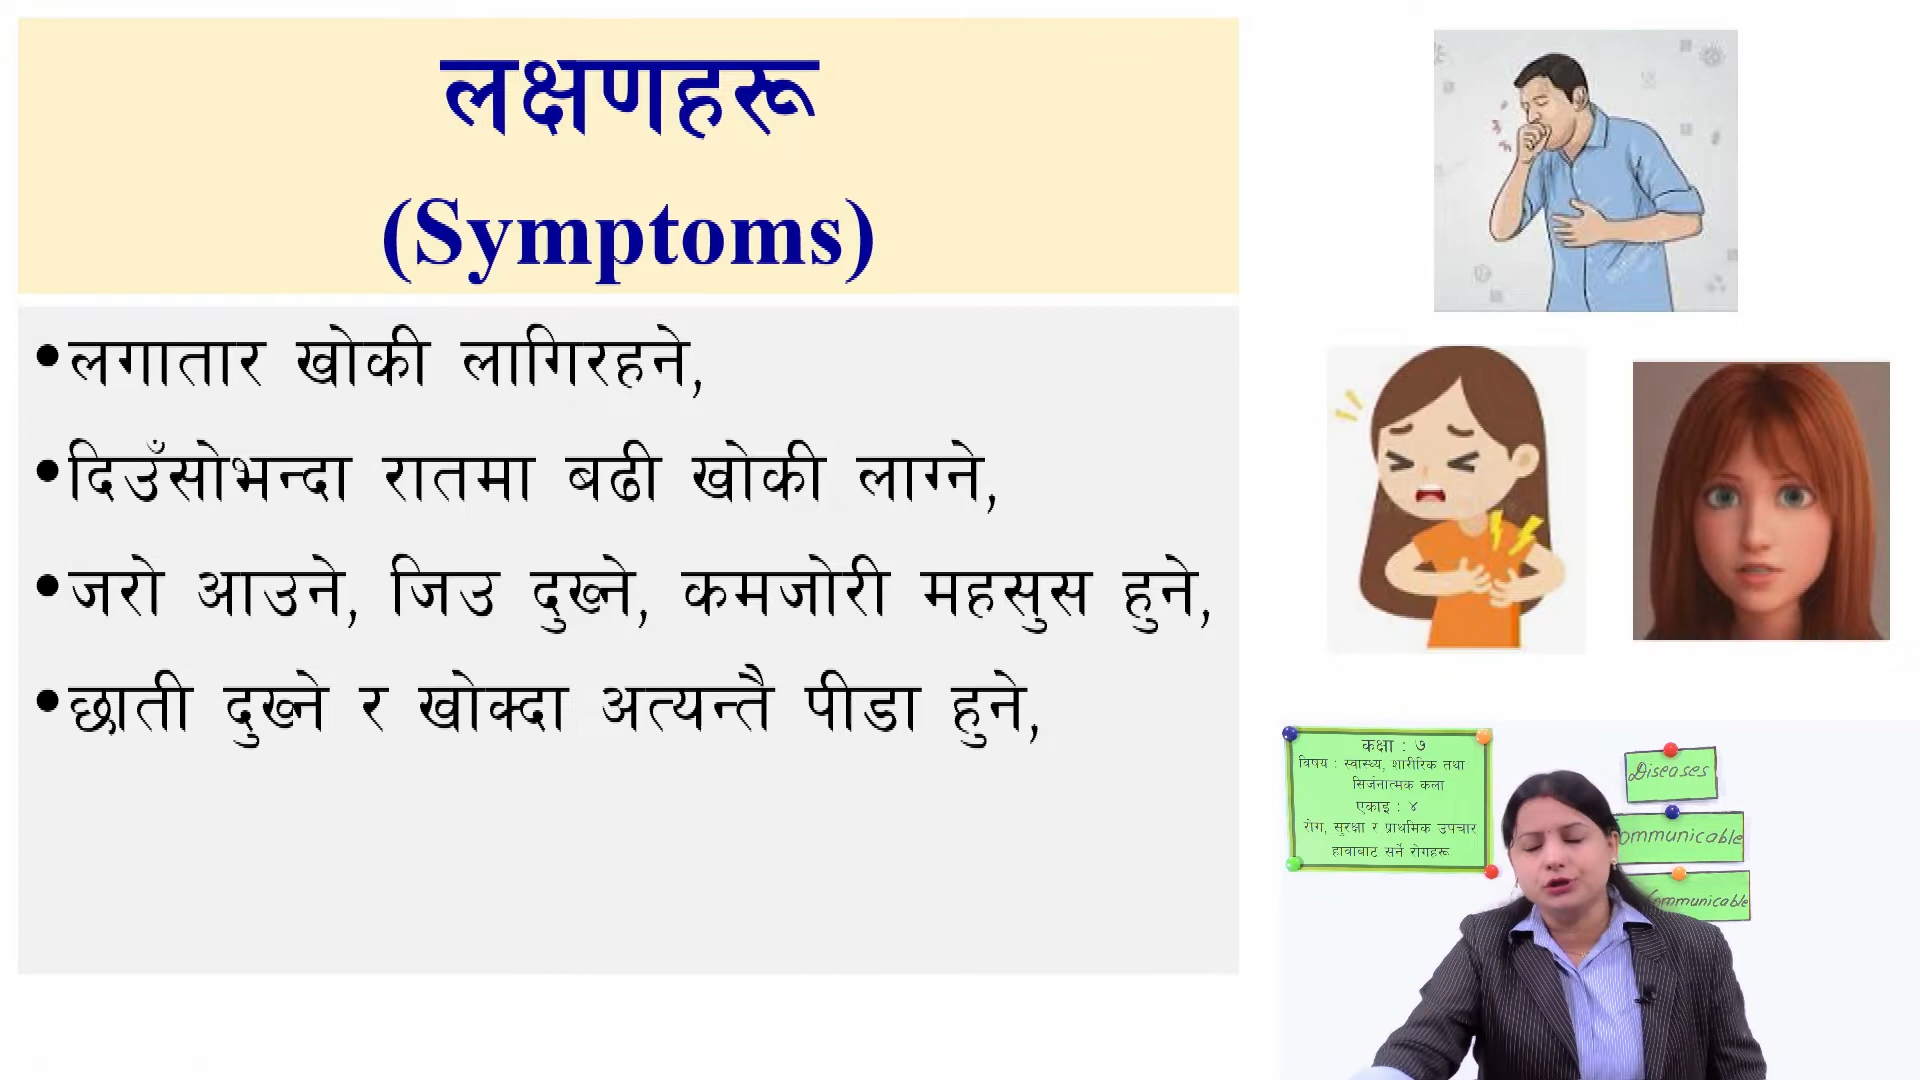 लक्षणहरू
(Symptoms)
•लगातार खोकी लागिरहने,
•दिउँसोभन्दा रातमा बढी खोकी लाग्ने,
•जरो आउने, जिउ दुख्ने, कमजोरी महसुस हुने,
•छाती दुख्ने र खोक्दा अत्यन्तै पीडा हुने,
कक्षा : ७
विषय : स्वास्थ्य, शारीरिक तथा
सिर्जनात्मक कला
एकाइ : ४
रोग, सुरक्षा र प्राथमिक उपचार
हावाबाट सर्ने रोगहरू
Diseases
ommunicable
mmunicable